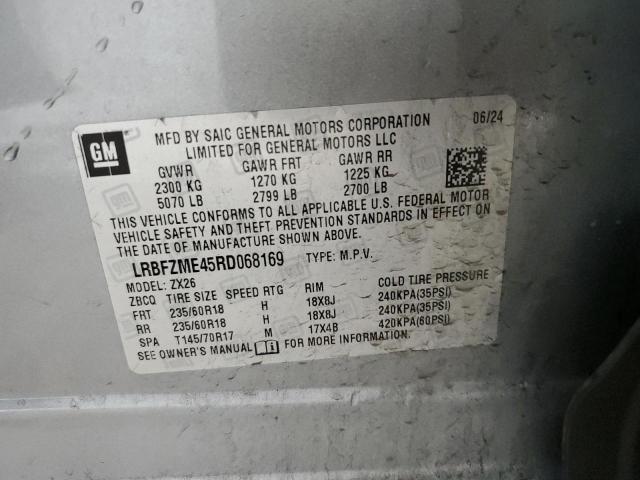 GM
MFD BY SAIC GENERAL MOTORS CORPORATION 06/24
LIMITED FOR GENERAL MOTORS LLC
GVWR GAWR FRT GAWR RR
2300 KG 1270 KG 1225 KG
5070 LB 2799 LB 2700 LB
THIS VEHICLE CONFORMS TO ALL APPLICABLE U.S. FEDERAL MOTOR
VEHICLE SAFETY AND THEFT PREVENTION STANDARDS IN EFFECT ON
THE DATE OF MANUFACTURE SHOWN ABOVE.
LRBFZME45RD068169 TYPE: M.P.V.
MODEL: ZX26
ZBCQ TIRE SIZE SPEED RTG RIM COLD TIRE PRESSURE
FRT 235/60R18 H 18X8J 240KPA(35PSI)
RR 235/60R18 H 18X8J 240KPA(35PSI)
SPA T145/70R17 M 17X4B 420KPA(60PSI)
SEE OWNER'S MANUAL FOR MORE INFORMATION.